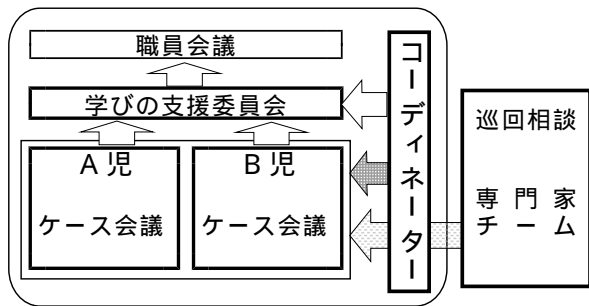 職員会議
学びの支援委員会
A児
ケース会議
B児
ケース会議
コーディネーター
巡回相談
専門家
チーム